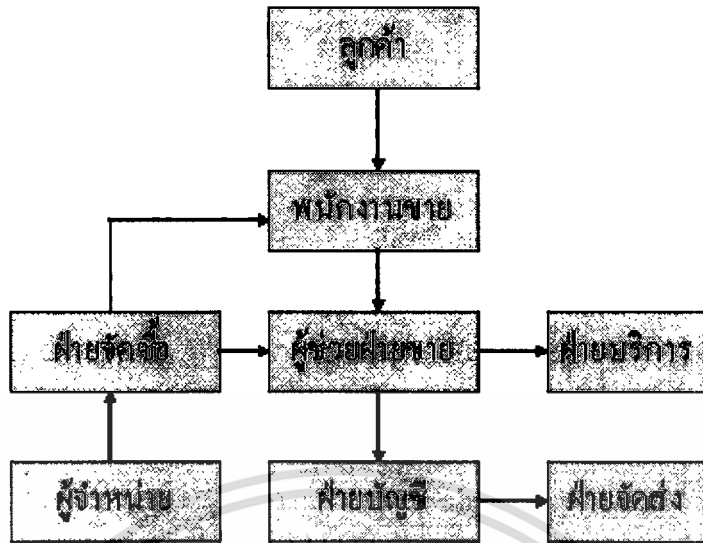 ลูกค้า
พนักงานขาย
ฝ่ายจัดซื้อ
ผู้ช่วยฝ่ายขาย
ฝ่ายบริการ
ผู้จำหน่าย
ฝ่ายบัญชี
ฝ่ายจัดส่ง